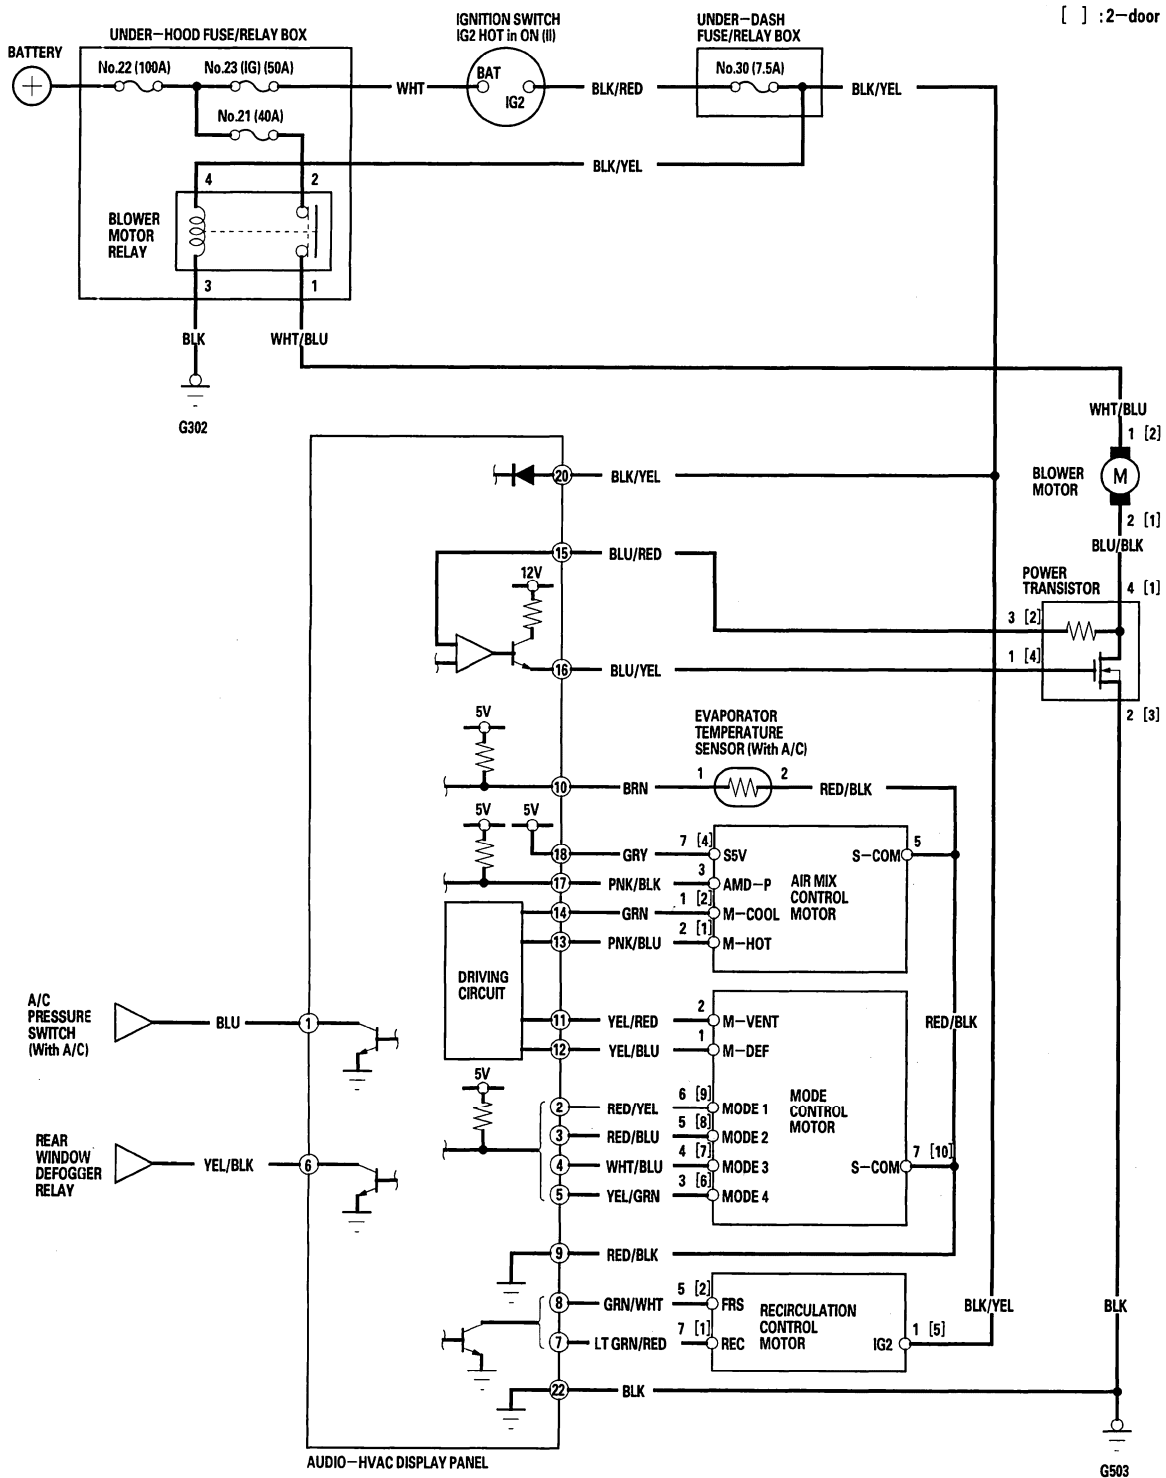 [ ] : 2-door
IGNITION SWITCH
IG2 HOT in ON (II)
UNDER-DASH
FUSE/RELAY BOX
UNDER-HOOD FUSE/RELAY BOX
BATTERY
No.22 (100A)
No.23 (IG) (50A)
No.30 (7.5A)
BAT
IG2
WHT
BLK/RED
BLK/YEL
No.21 (40A)
BLK/YEL
4
2
BLOWER
MOTOR
RELAY
3
1
BLK
WHT/BLU
G302
WHT/BLU
1 [2]
BLOWER
MOTOR
M
2 [1]
BLU/BLK
20
BLK/YEL
15
BLU/RED
12V
POWER
TRANSISTOR
4 [1]
3 [2]
16
BLU/YEL
1 [4]
2 [3]
5V
EVAPORATOR
TEMPERATURE
SENSOR (With A/C)
10
BRN
1
2
RED/BLK
5V
5V
18
GRY
7 [4]
S5V
S-COM
5
17
PNK/BLK
3
AMD-P
AIR MIX
CONTROL
MOTOR
14
GRN
1 [2]
M-COOL
13
PNK/BLU
2 [1]
M-HOT
DRIVING
CIRCUIT
A/C
PRESSURE
SWITCH
(With A/C)
BLU
1
11
YEL/RED
2
M-VENT
RED/BLK
12
YEL/BLU
1
M-DEF
5V
2
RED/YEL
6 [9]
MODE 1
MODE
CONTROL
MOTOR
3
RED/BLU
5 [8]
MODE 2
4
WHT/BLU
4 [7]
MODE 3
S-COM
7 [10]
5
YEL/GRN
3 [6]
MODE 4
REAR
WINDOW
DEFOGGER
RELAY
YEL/BLK
6
9
RED/BLK
8
GRN/WHT
5 [2]
FRS
RECIRCULATION
CONTROL
MOTOR
BLK/YEL
BLK
7
LT GRN/RED
7 [1]
REC
IG2
1 [5]
22
BLK
AUDIO-HVAC DISPLAY PANEL
G503